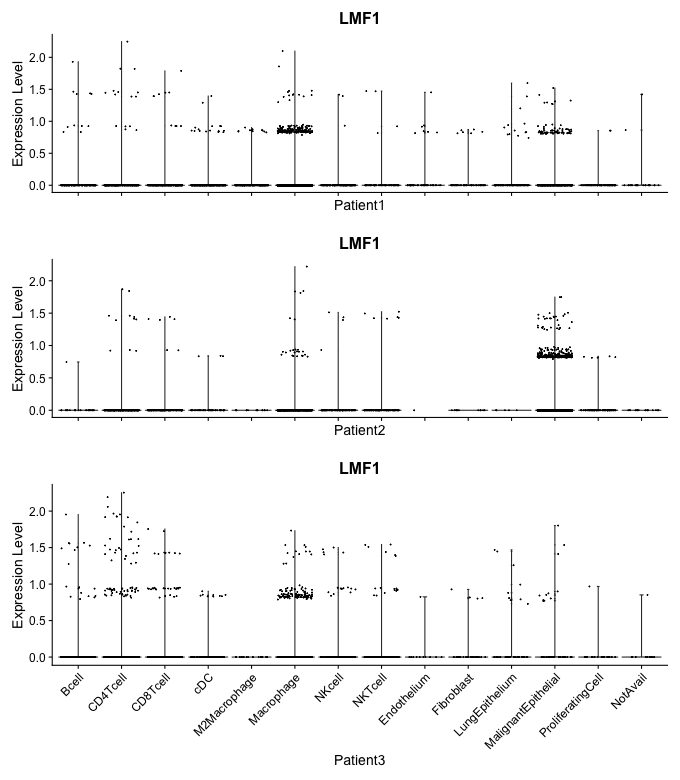 LMF1
Expression Level
2.0
1.5
1.0
0.5
0.0
Patient1
LMF1
Expression Level
2.0
1.5
1.0
0.5
0.0
Patient2
LMF1
Expression Level
2.0
1.5
1.0
0.5
0.0
Bcell
CD4Tcell
CD8Tcell
cDC
M2Macrophage
Macrophage
NKcell
NKTcell
Endothelium
Fibroblast
LungEpithelium
MalignantEpithelial
ProliferatingCell
NotAvail
Patient3